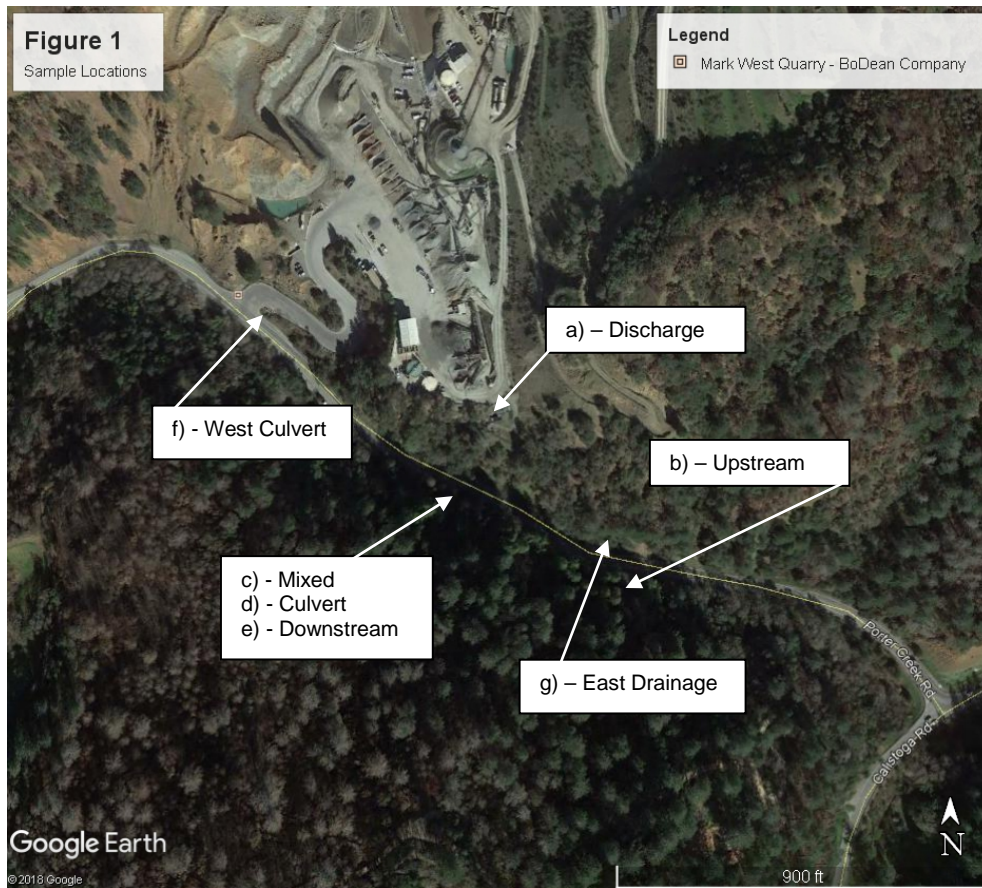 Figure 1
Sample Locations
Legend
Mark West Quarry - BoDean Company
a) – Discharge
f) - West Culvert
b) – Upstream
c) - Mixed
d) - Culvert
e) - Downstream
g) – East Drainage
Porter Creek Rd
Calistoga Rd
Google Earth
© 2018 Google
900 ft
N